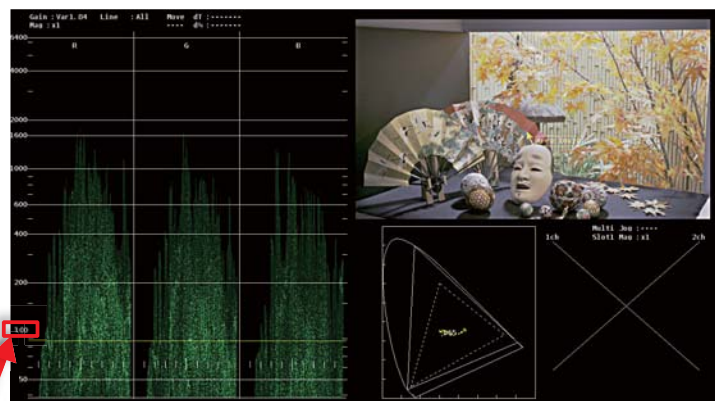 Gain :Var1.04 Line :All Move dT :-------
Mag :x1 ---- d% :-------
R G B
6400
4000
2000
1600
1000
600
400
200
100
50
D65
Multi Jog :----
Slot1 Mag :x1
1ch 2ch